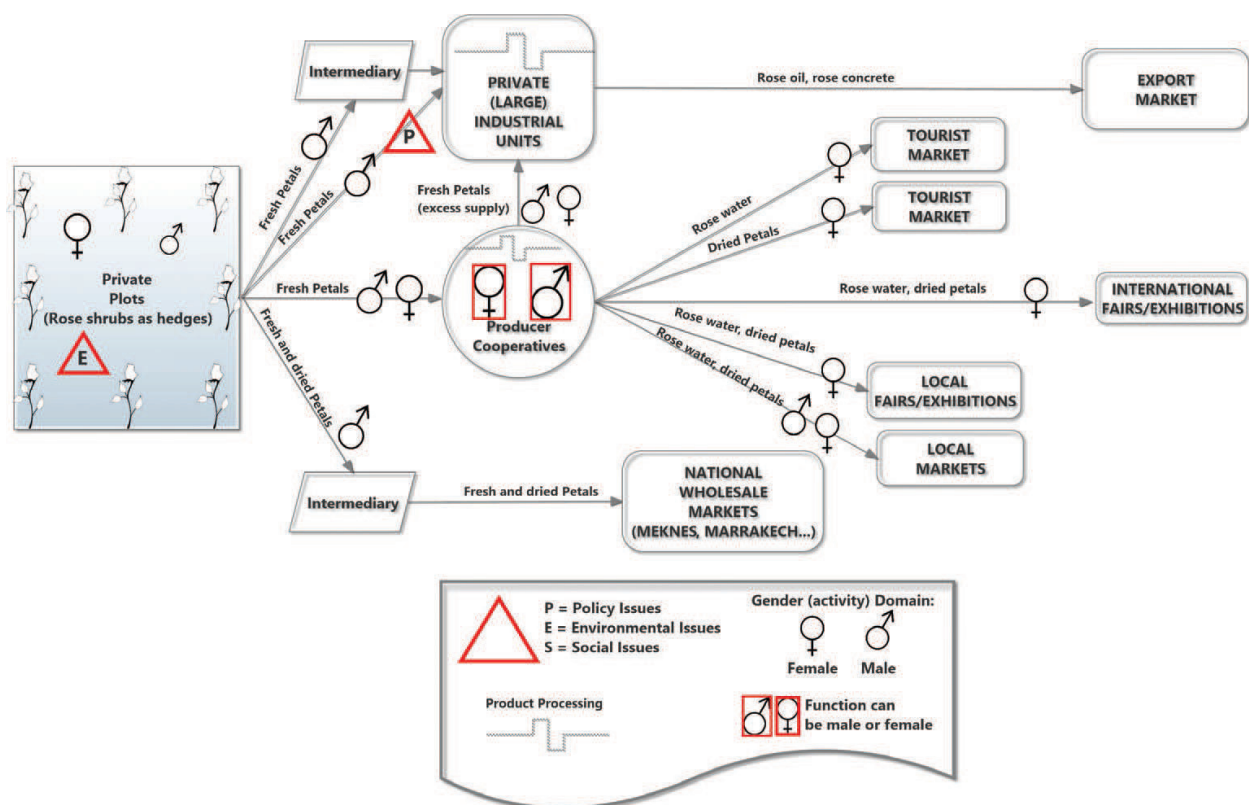 Intermediary
PRIVATE
(LARGE)
INDUSTRIAL
UNITS
Rose oil, rose concrete
EXPORT
MARKET
P
Fresh Petals
Fresh Petals
Fresh Petals
(excess supply)
TOURIST
MARKET
TOURIST
MARKET
Rose water
Dried Petals
Private
Plots
(Rose shrubs as hedges)
E
Fresh Petals
Producer
Cooperatives
Rose water, dried petals
INTERNATIONAL
FAIRS/EXHIBITIONS
Rose water, dried petals
Rose water, dried petals
LOCAL
FAIRS/EXHIBITIONS
LOCAL
MARKETS
Fresh and dried Petals
Intermediary
Fresh and dried Petals
NATIONAL
WHOLESALE
MARKETS
(MEKNES, MARRAKECH...)
P = Policy Issues
E = Environmental Issues
S = Social Issues
Gender (activity) Domain:
Female
Male
Product Processing
Function can
be male or female